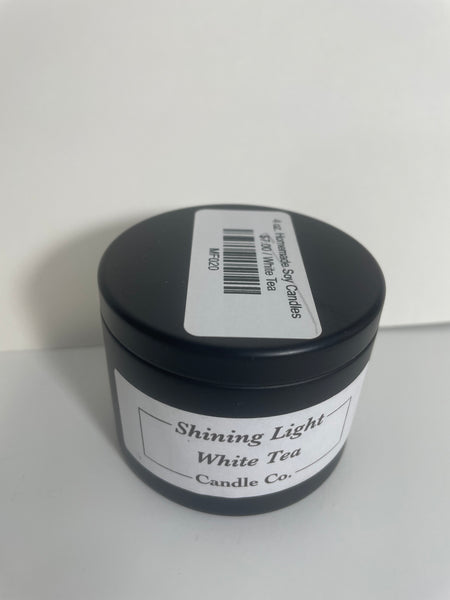 4 oz. Homemade Soy Candles
$7.00 / White Tea
MF020
Shining Light
White Tea
Candle Co.